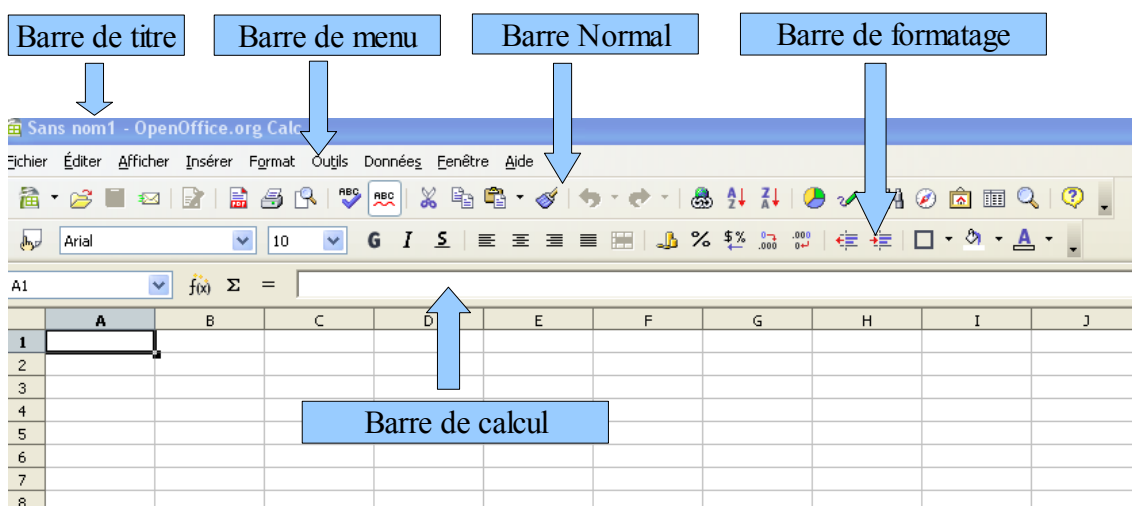 Barre de titre Barre de menu Barre Normal Barre de formatage
Sans nom1 - OpenOffice.org Calc
Fichier Éditer Afficher Insérer Format Outils Données Fenêtre Aide
Arial 10 G I S
A1 f(x) Σ =
A B C D E F G H I J
1
2
3
4
Barre de calcul
5
6
7
8